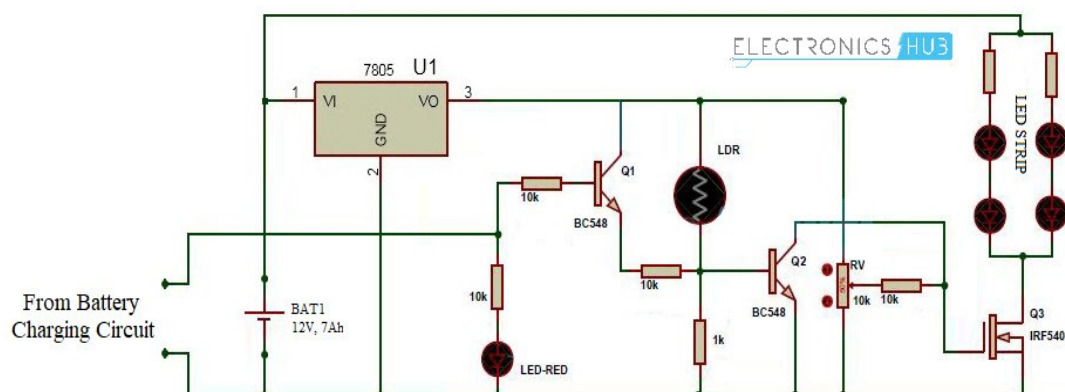 ELECTRONICS HUB
7805
U1
1
VI
VO
3
GND
2
LED STRIP
LDR
Q1
10k
BC548
10k
Q2
RV
BC548
10k
10k
Q3
IRF540
From Battery
Charging Circuit
BAT1
12V, 7Ah
10k
LED-RED
1k